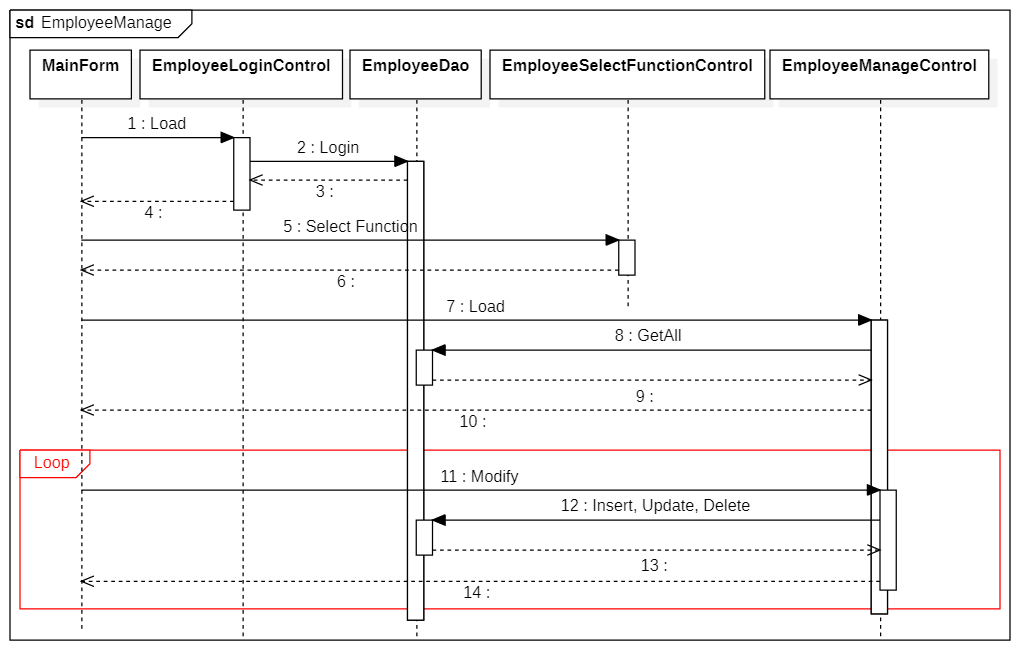 sd EmployeeManage
MainForm
EmployeeLoginControl
EmployeeDao
EmployeeSelectFunctionControl
EmployeeManageControl
1 : Load
2 : Login
3 :
4 :
5 : Select Function
6 :
7 : Load
8 : GetAll
9 :
10 :
Loop
11 : Modify
12 : Insert, Update, Delete
13 :
14 :